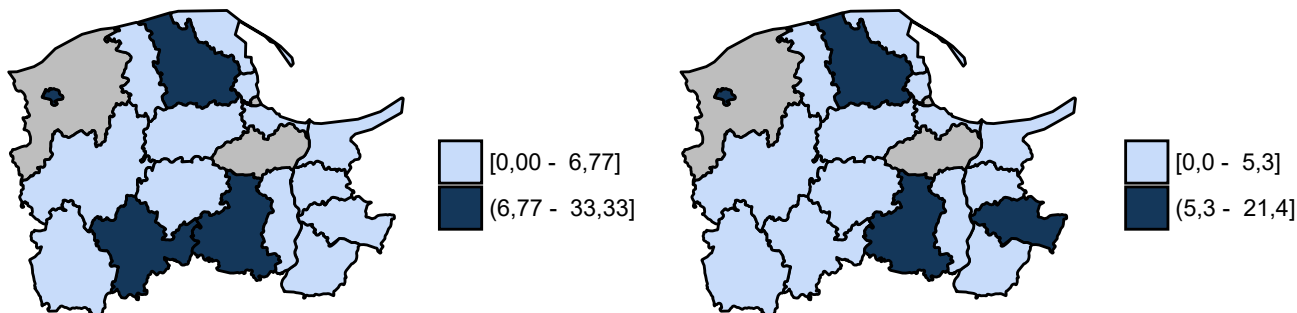 [0,00 - 6,77]
(6,77 - 33,33]
[0,0 - 5,3]
(5,3 - 21,4]